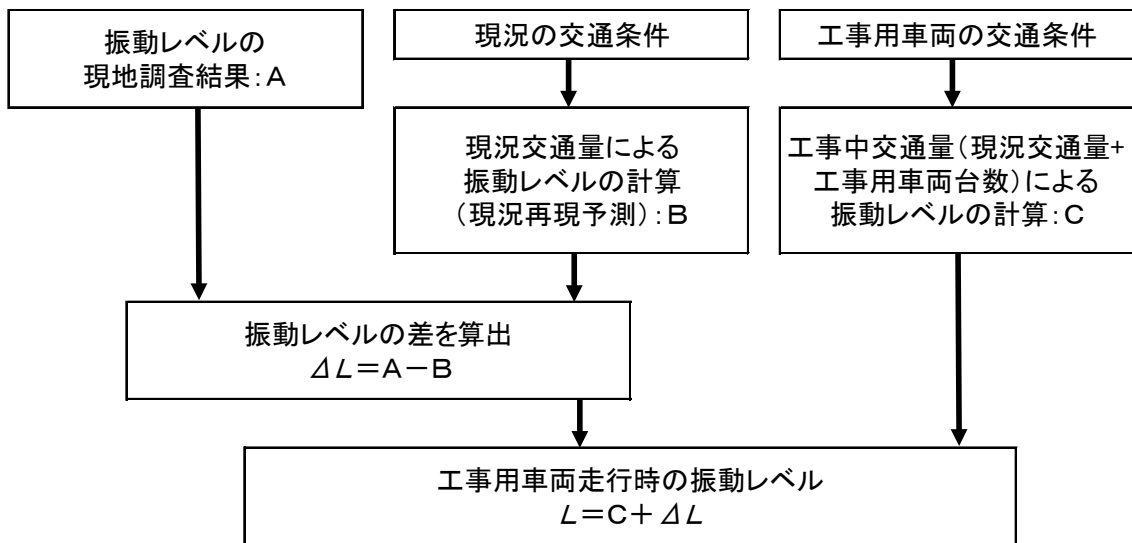 振動レベルの
現地調査結果：A
現況の交通条件
工事用車両の交通条件
現況交通量による
振動レベルの計算
（現況再現予測）：B
工事中交通量（現況交通量+
工事用車両台数）による
振動レベルの計算：C
振動レベルの差を算出
ΔL＝A－B
工事用車両走行時の振動レベル
L＝C＋ΔL